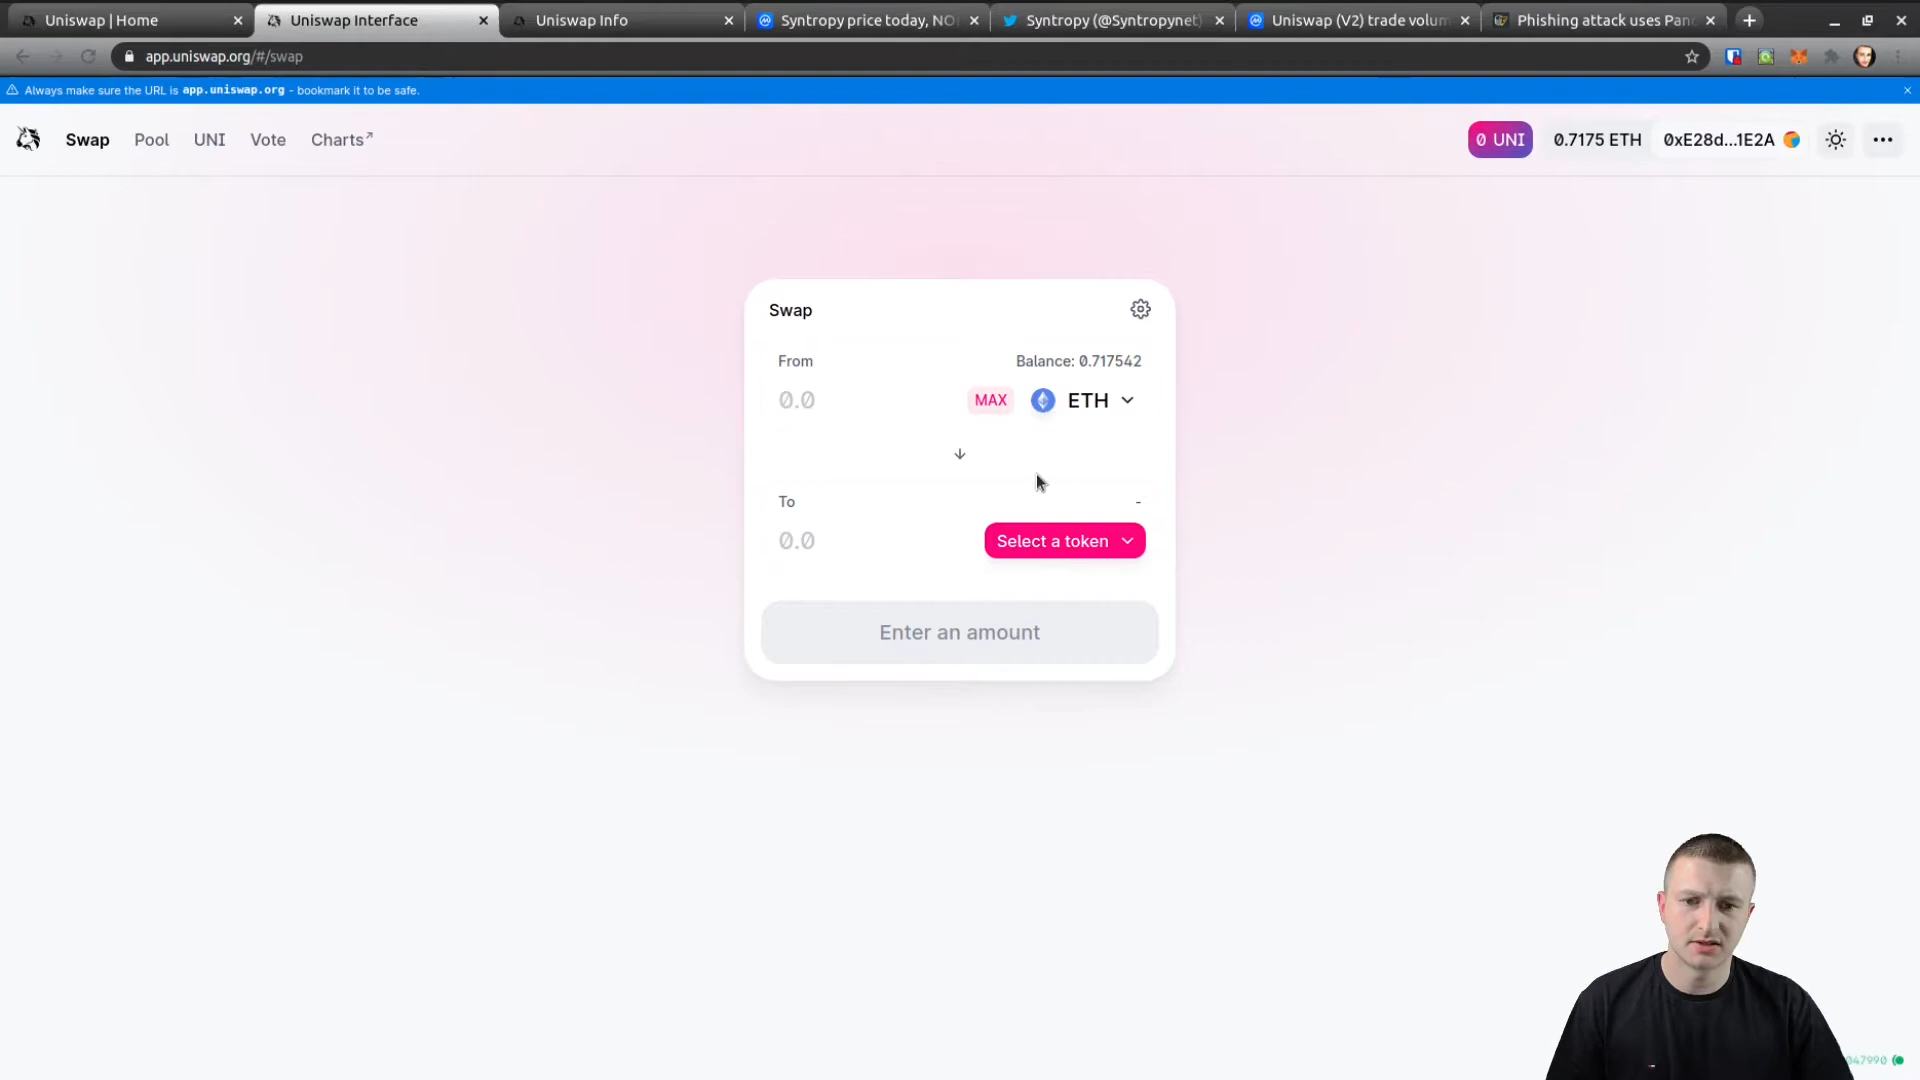 Uniswap | Home
Uniswap Interface
Uniswap Info
Syntropy price today, NO
Syntropy (@Syntropynet)
Uniswap (V2) trade volum
Phishing attack uses Pan
app.uniswap.org/#/swap
Always make sure the URL is app.uniswap.org - bookmark it to be safe.
Swap
Pool
UNI
Vote
Charts↗
0 UNI
0.7175 ETH
0xE28d...1E2A
Swap
From
Balance: 0.717542
0.0
MAX
ETH
To
-
0.0
Select a token
Enter an amount
047990